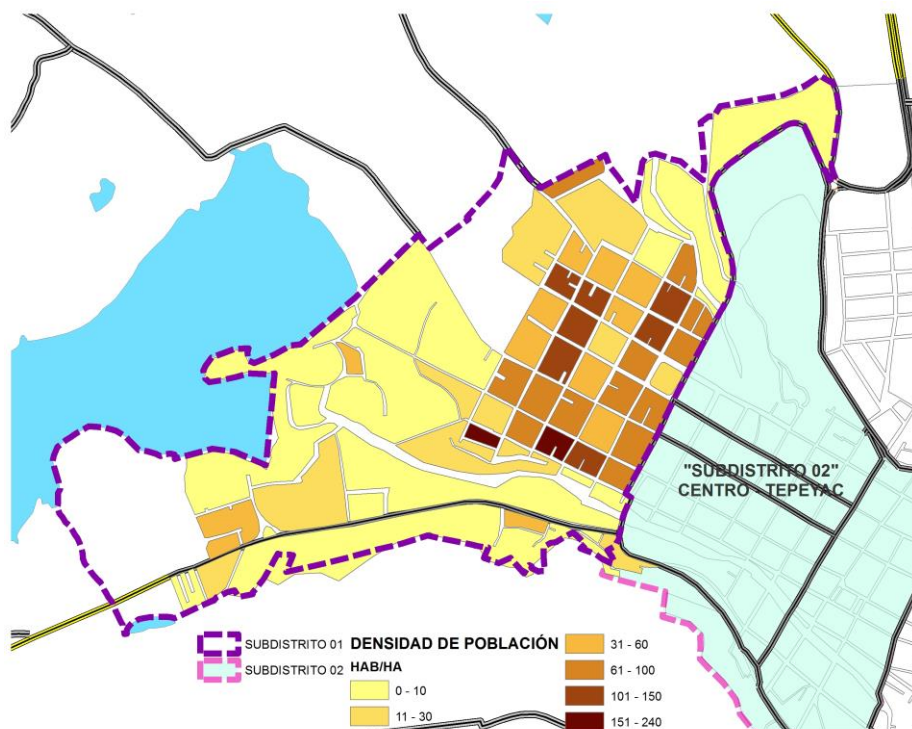 "SUBDISTRITO 02"
CENTRO - TEPEYAC
SUBDISTRITO 01
SUBDISTRITO 02
DENSIDAD DE POBLACIÓN
HAB/HA
0 - 10
11 - 30
31 - 60
61 - 100
101 - 150
151 - 240